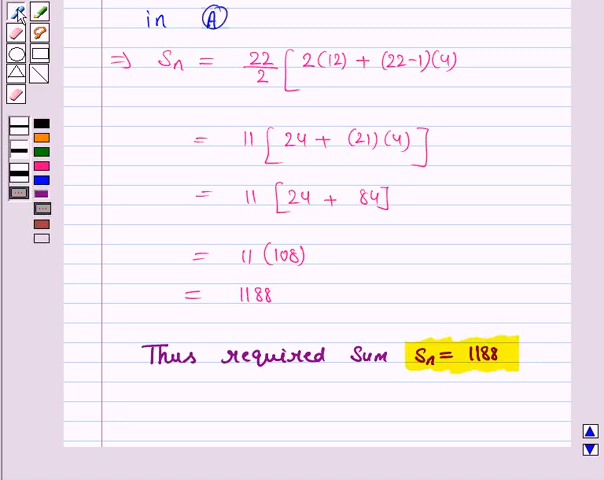 in Ⓐ
⇒ Sn = 22/2 [ 2(12) + (22-1)(4)
= 11 [ 24 + (21)(4) ]
= 11 [ 24 + 84 ]
= 11 (108)
= 1188
Thus required sum Sn = 1188